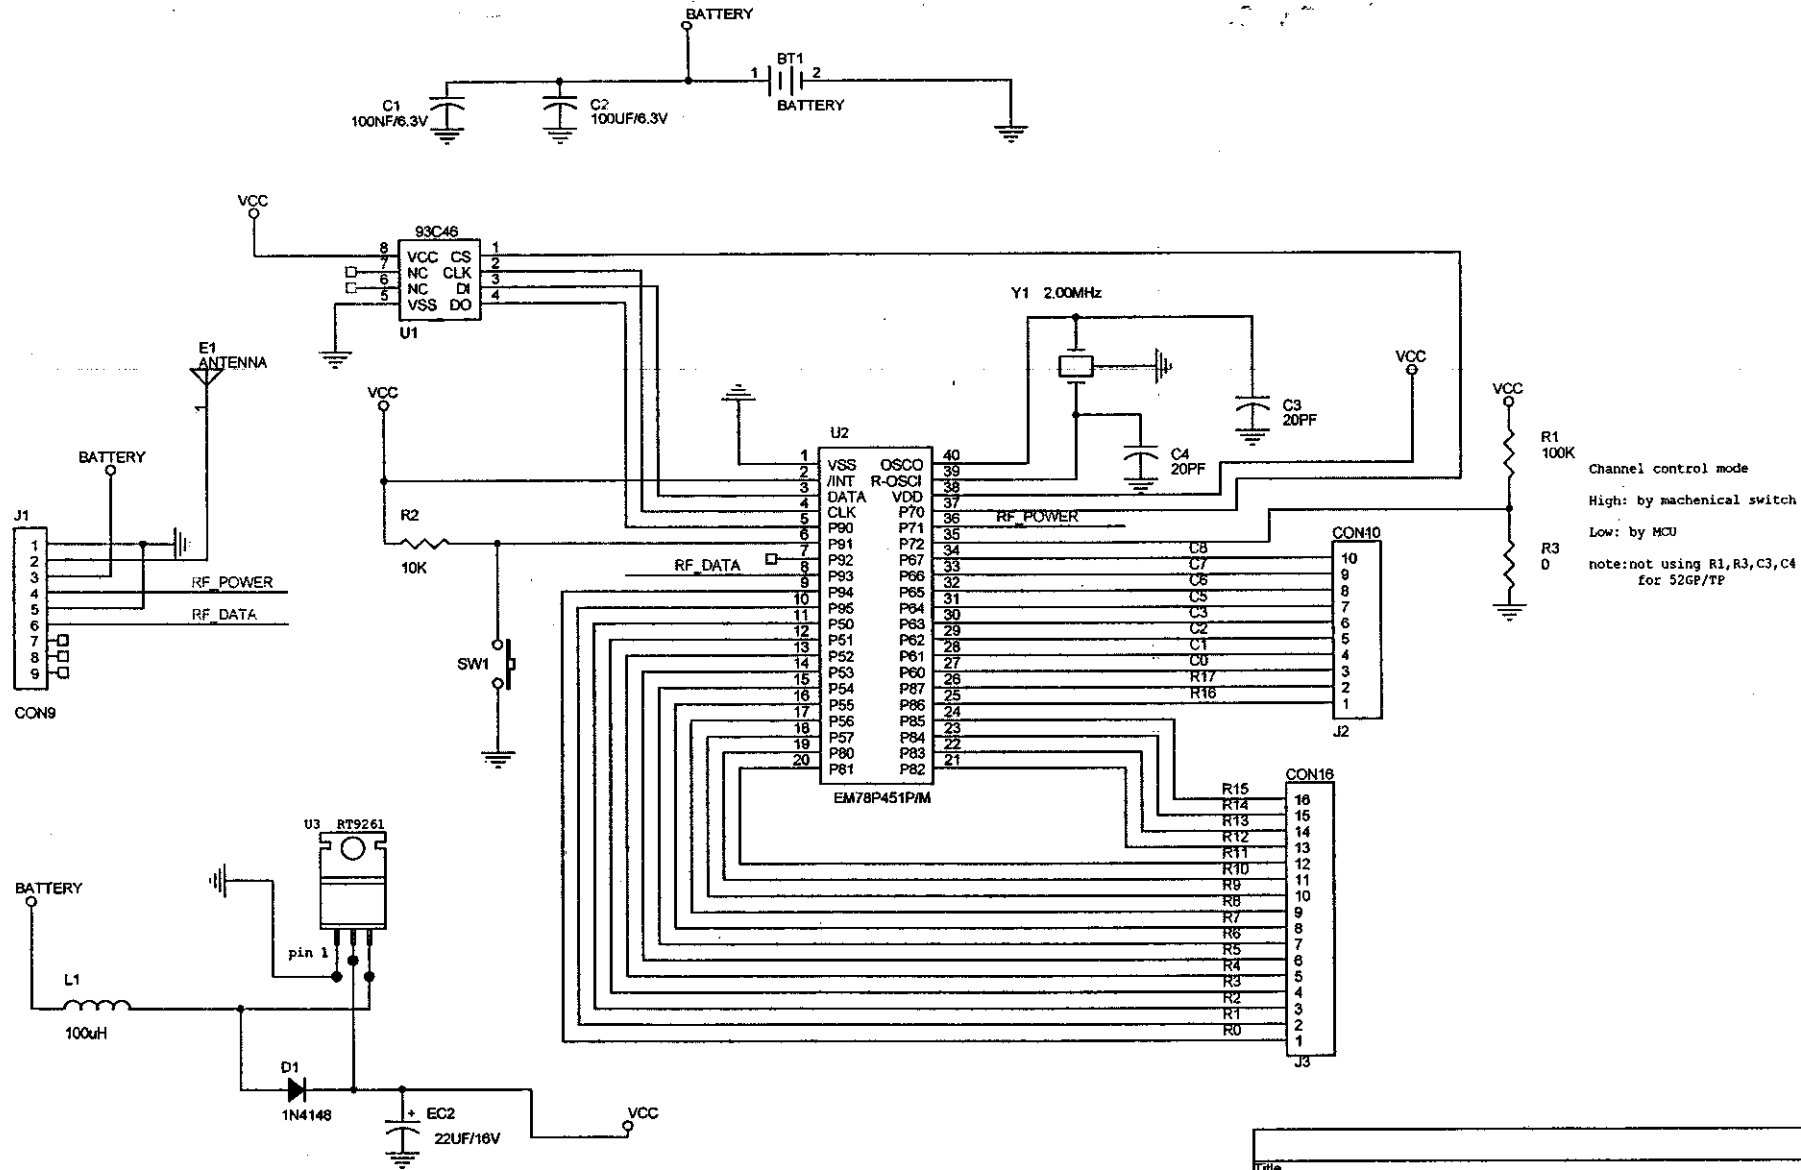 BATTERY
BT1
1 2
BATTERY
C1
100NF/6.3V
C2
100UF/6.3V
VCC
93C46
8 VCC CS 1
7 NC CLK 2
6 NC DI 3
5 VSS DO 4
U1
E1
ANTENNA
1
BATTERY
J1
1
2
3
4 RF_POWER
5
6 RF_DATA
7
8
9
CON9
VCC
R2
10K
SW1
RF_DATA
Y1 2.00MHz
C3
20PF
C4
20PF
VCC
U2
1 VSS OSCO 40
2 /INT R-OSCI 39
3 DATA VDD 38
4 CLK P70 37
5 P90 P71 36 RF_POWER
6 P91 P72 35
7 P92 P67 34
8 P93 P66 33
9 P94 P65 32
10 P95 P64 31
11 P50 P63 30
12 P51 P62 29
13 P52 P61 28
14 P53 P60 27
15 P54 P87 26
16 P55 P86 25
17 P56 P85 24
18 P57 P84 23
19 P80 P83 22
20 P81 P82 21
EM78P451P/M
CON10
C8 10
C7 9
C6 8
C5 7
C3 6
C2 5
C1 4
C0 3
R17 2
R16 1
J2
VCC
R1
100K
R3
0
Channel control mode
High: by machenical switch
Low: by MCU
note:not using R1,R3,C3,C4
for 52GP/TP
CON16
R15 16
R14 15
R13 14
R12 13
R11 12
R10 11
R9 10
R8 9
R7 8
R6 7
R5 6
R4 5
R3 4
R2 3
R1 2
R0 1
J3
U3 RT9261
pin 1
BATTERY
L1
100uH
D1
1N4148
+ EC2
22UF/16V
VCC
Title